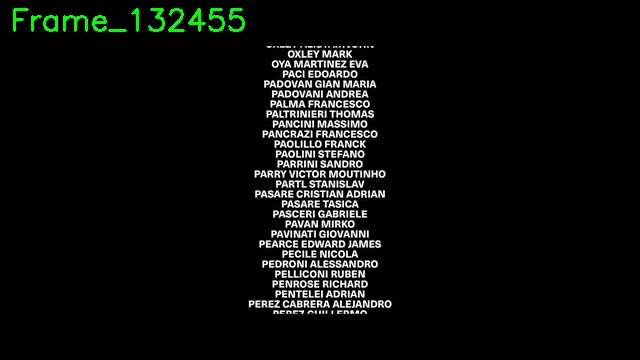 Frame_132455
OXLEY MARK
OYA MARTINEZ EVA
PACI EDOARDO
PADOVAN GIAN MARIA
PADOVANI ANDREA
PALMA FRANCESCO
PALTRINIERI THOMAS
PANCINI MASSIMO
PANCRAZI FRANCESCO
PAOLILLO FRANCK
PAOLINI STEFANO
PARRINI SANDRO
PARRY VICTOR MOUTINHO
PARTL STANISLAV
PASARE CRISTIAN ADRIAN
PASARE TASICA
PASCERI GABRIELE
PAVAN MIRKO
PAVINATI GIOVANNI
PEARCE EDWARD JAMES
PECILE NICOLA
PEDRONI ALESSANDRO
PELLICONI RUBEN
PENROSE RICHARD
PENTELEI ADRIAN
PEREZ CABRERA ALEJANDRO
PEREZ GUILLERMO